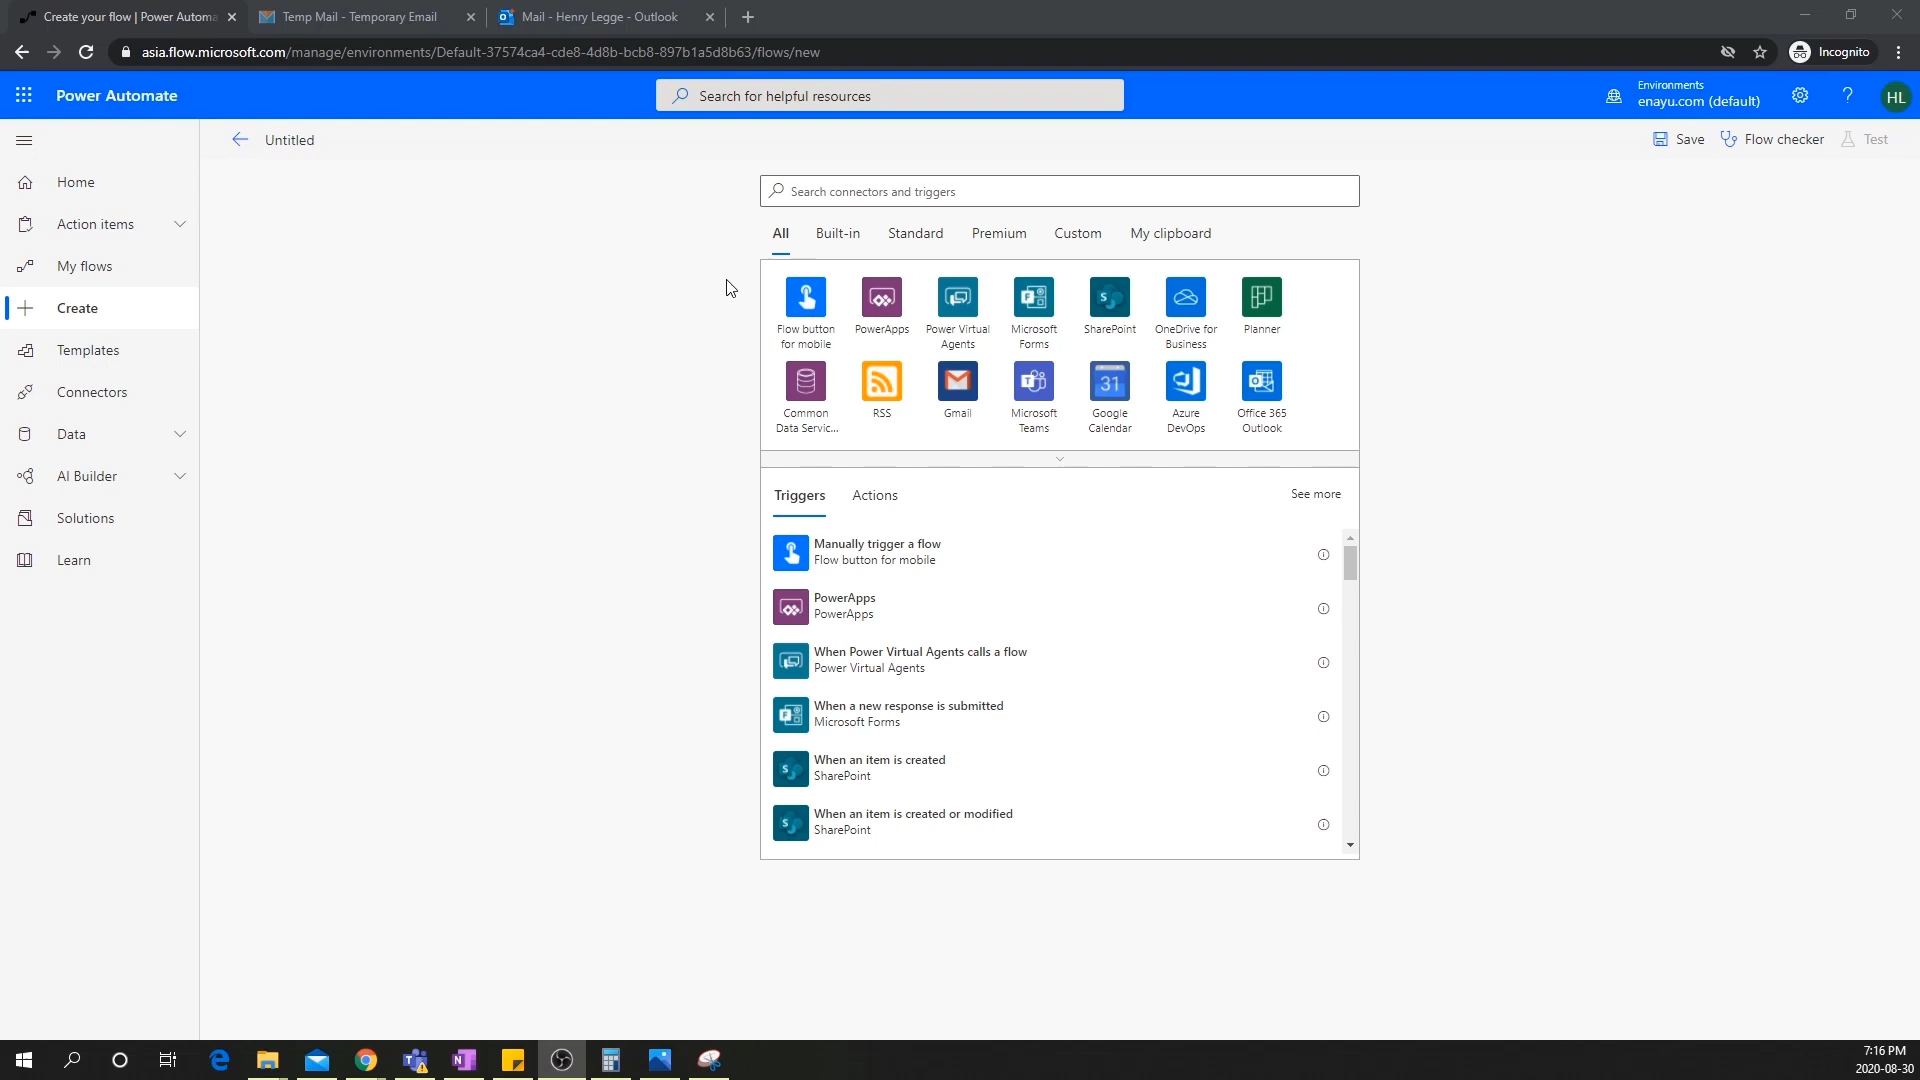 Create your flow | Power Automa
Temp Mail - Temporary Email
Mail - Henry Legge - Outlook
asia.flow.microsoft.com/manage/environments/Default-37574ca4-cde8-4d8b-bcb8-897b1a5d8b63/flows/new
Incognito
Power Automate
Search for helpful resources
Environments
enayu.com (default)
HL
Untitled
Save
Flow checker
Test
Home
Action items
My flows
Create
Templates
Connectors
Data
AI Builder
Solutions
Learn
Search connectors and triggers
All
Built-in
Standard
Premium
Custom
My clipboard
Flow button
for mobile
PowerApps
Power Virtual
Agents
Microsoft
Forms
SharePoint
OneDrive for
Business
Planner
Common
Data Servic...
RSS
Gmail
Microsoft
Teams
31
Google
Calendar
Azure
DevOps
Office 365
Outlook
Triggers
Actions
See more
Manually trigger a flow
Flow button for mobile
PowerApps
PowerApps
When Power Virtual Agents calls a flow
Power Virtual Agents
When a new response is submitted
Microsoft Forms
When an item is created
SharePoint
When an item is created or modified
SharePoint
7:16 PM
2020-08-30